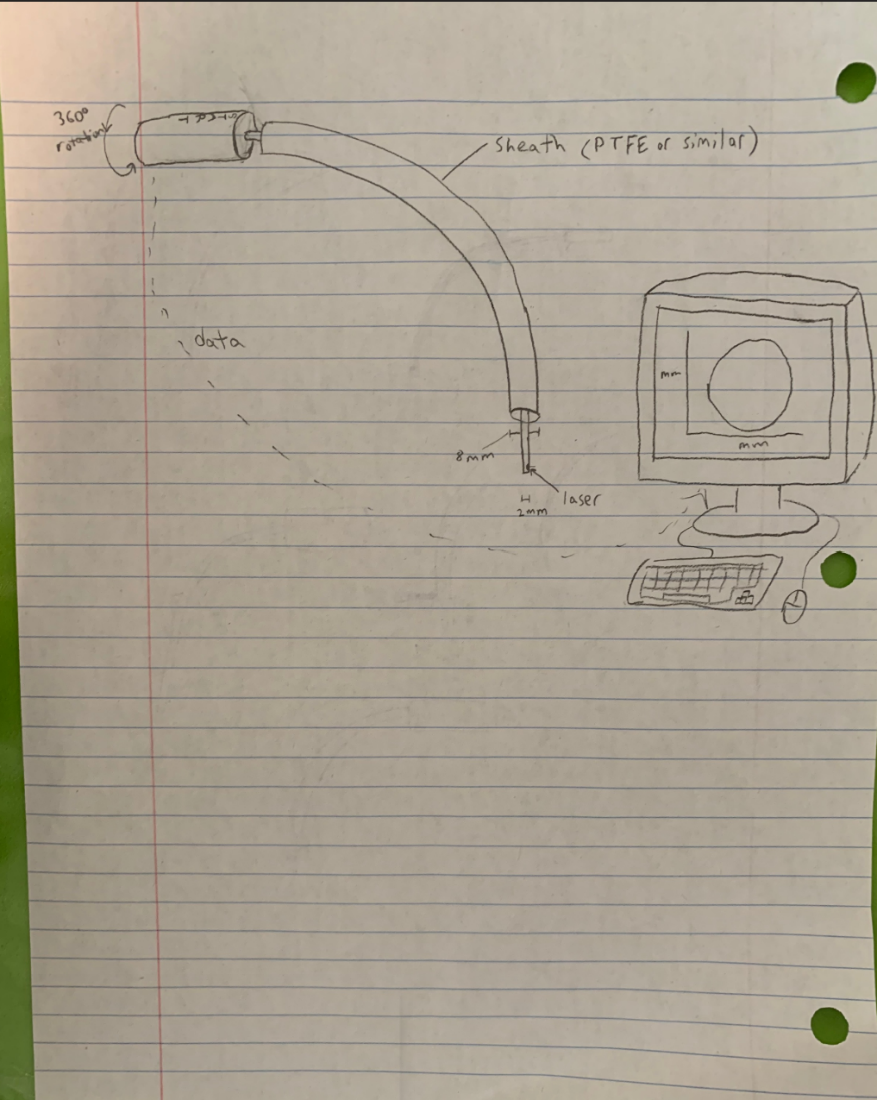 360°
rotation
sheath (PTFE or similar)
data
mm
mm
8mm
laser
2mm